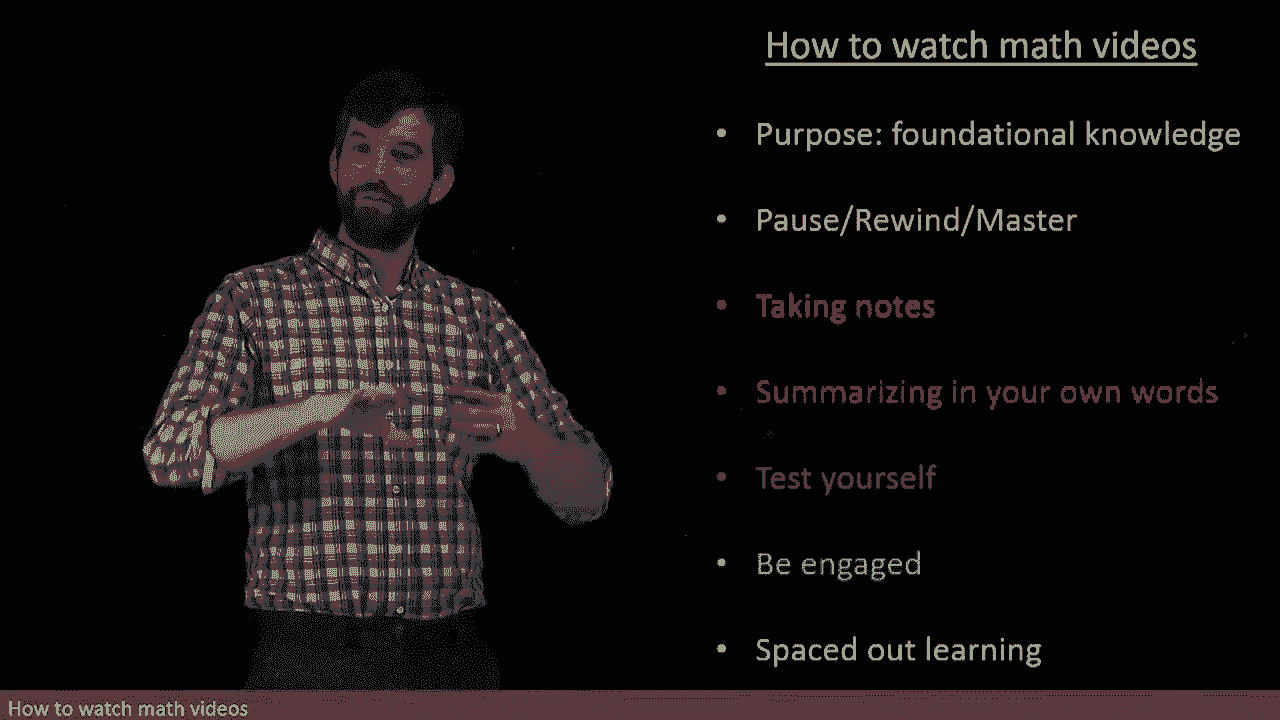 How to watch math videos
• Purpose: foundational knowledge
• Pause/Rewind/Master
• Taking notes
• Summarizing in your own words
• Test yourself
• Be engaged
• Spaced out learning
How to watch math videos